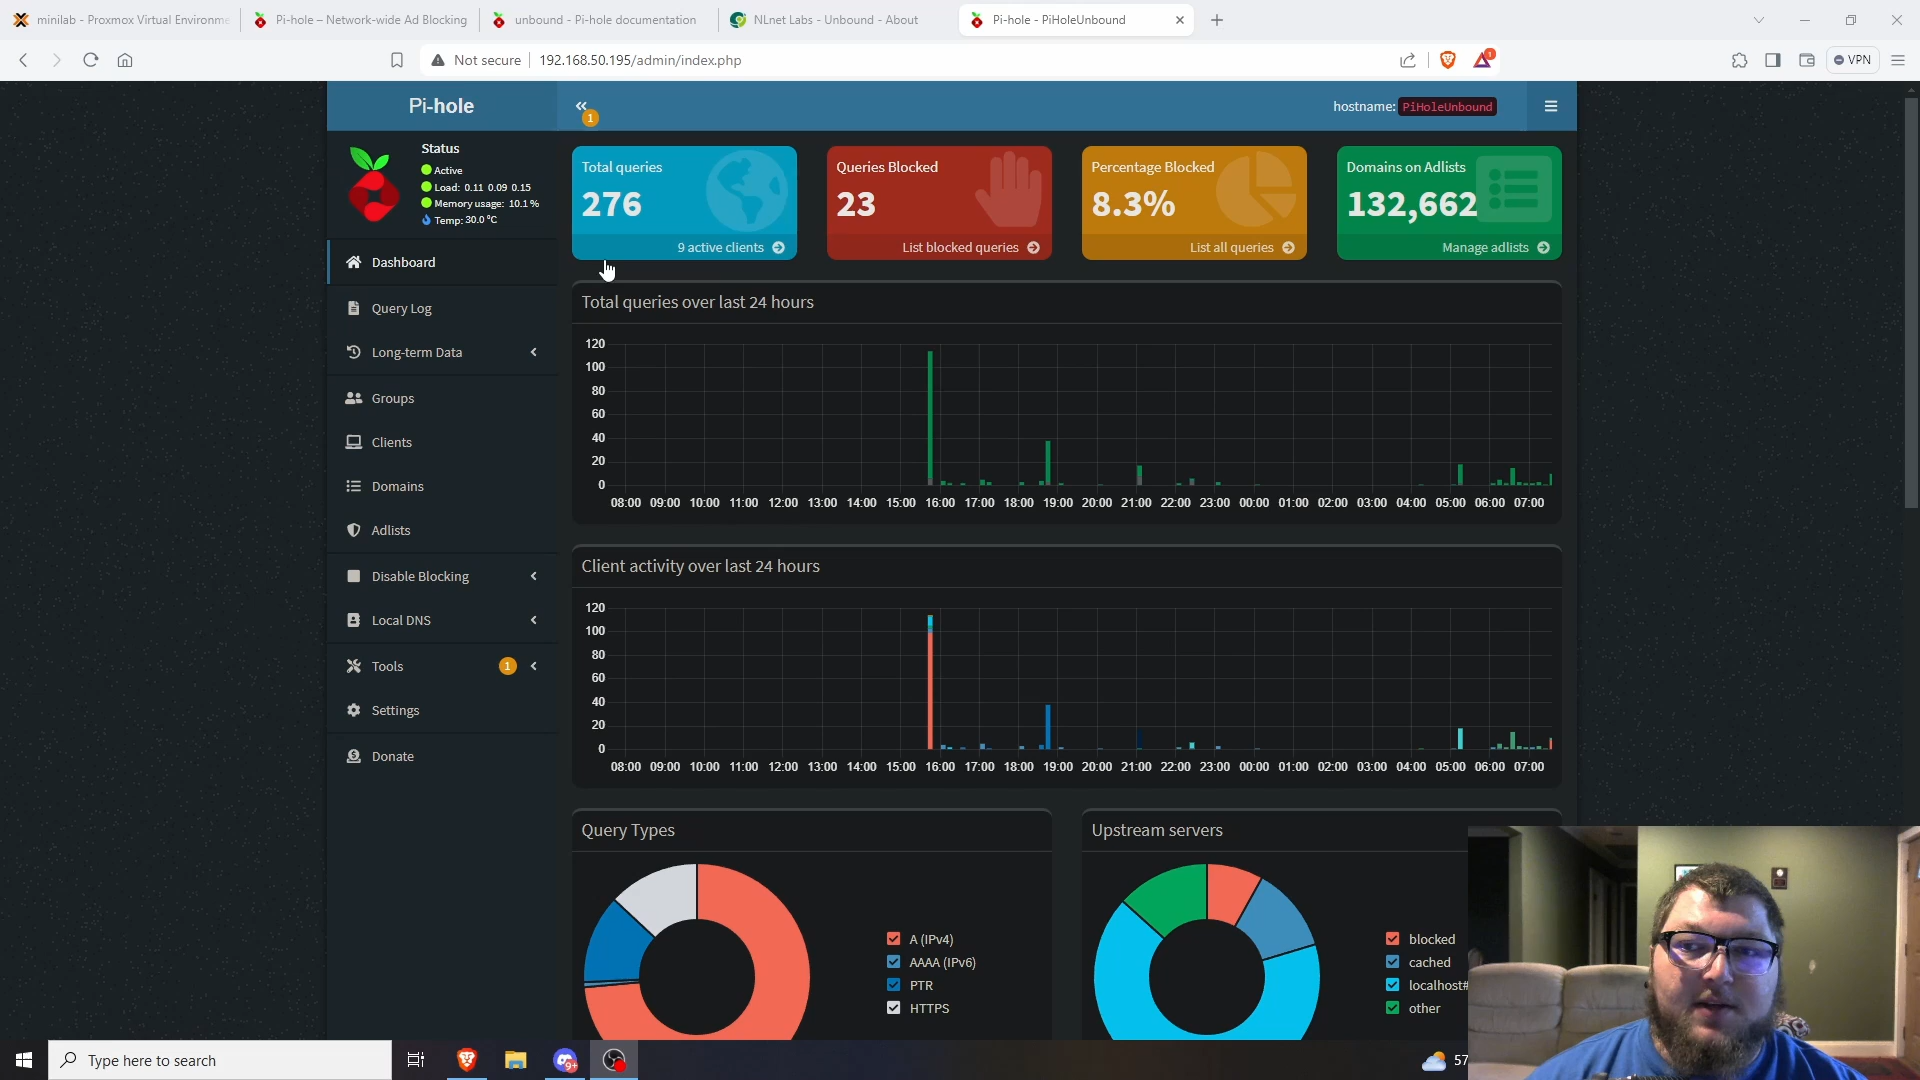 minilab - Proxmox Virtual Environme
Pi-hole – Network-wide Ad Blocking
unbound - Pi-hole documentation
NLnet Labs - Unbound - About
Pi-hole - PiHoleUnbound
Not secure
192.168.50.195/admin/index.php
1
VPN
Pi-hole
1
hostname: PiHoleUnbound
Status
Active
Load: 0.11 0.09 0.15
Memory usage: 10.1 %
Temp: 30.0 °C
Dashboard
Query Log
Long-term Data
Groups
Clients
Domains
Adlists
Disable Blocking
Local DNS
Tools
1
Settings
Donate
Total queries
276
9 active clients
Queries Blocked
23
List blocked queries
Percentage Blocked
8.3%
List all queries
Domains on Adlists
132,662
Manage adlists
Total queries over last 24 hours
120
100
80
60
40
20
0
08:00 09:00 10:00 11:00 12:00 13:00 14:00 15:00 16:00 17:00 18:00 19:00 20:00 21:00 22:00 23:00 00:00 01:00 02:00 03:00 04:00 05:00 06:00 07:00
Client activity over last 24 hours
120
100
80
60
40
20
0
08:00 09:00 10:00 11:00 12:00 13:00 14:00 15:00 16:00 17:00 18:00 19:00 20:00 21:00 22:00 23:00 00:00 01:00 02:00 03:00 04:00 05:00 06:00 07:00
Query Types
A (IPv4)
AAAA (IPv6)
PTR
HTTPS
Upstream servers
blocked
cached
localhost#
other
Type here to search
9+
57